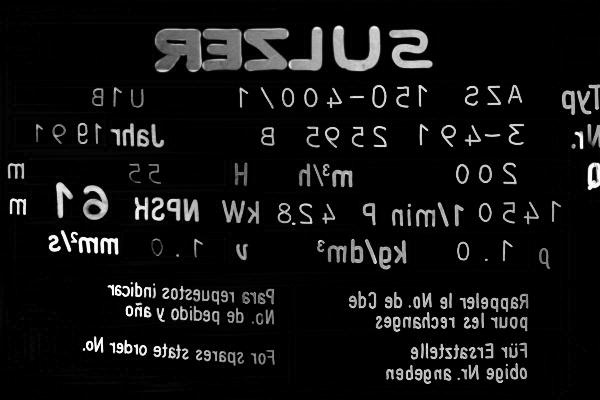 SULZER
Typ AZS 150-400/1 U1B
Nr. 3-491 2595 B Jahr 1991
Q 200 m³/h H 55 m
1450 1/min P 42.8 kW NPSH 61 m
ρ 1.0 kg/dm³ ν 1.0 mm²/s
Rappeler le No. de Cde
pour les rechanges
Für Ersatzteile
obige Nr. angeben
Para repuestos indicar
No. de pedido y año
For spares state order No.